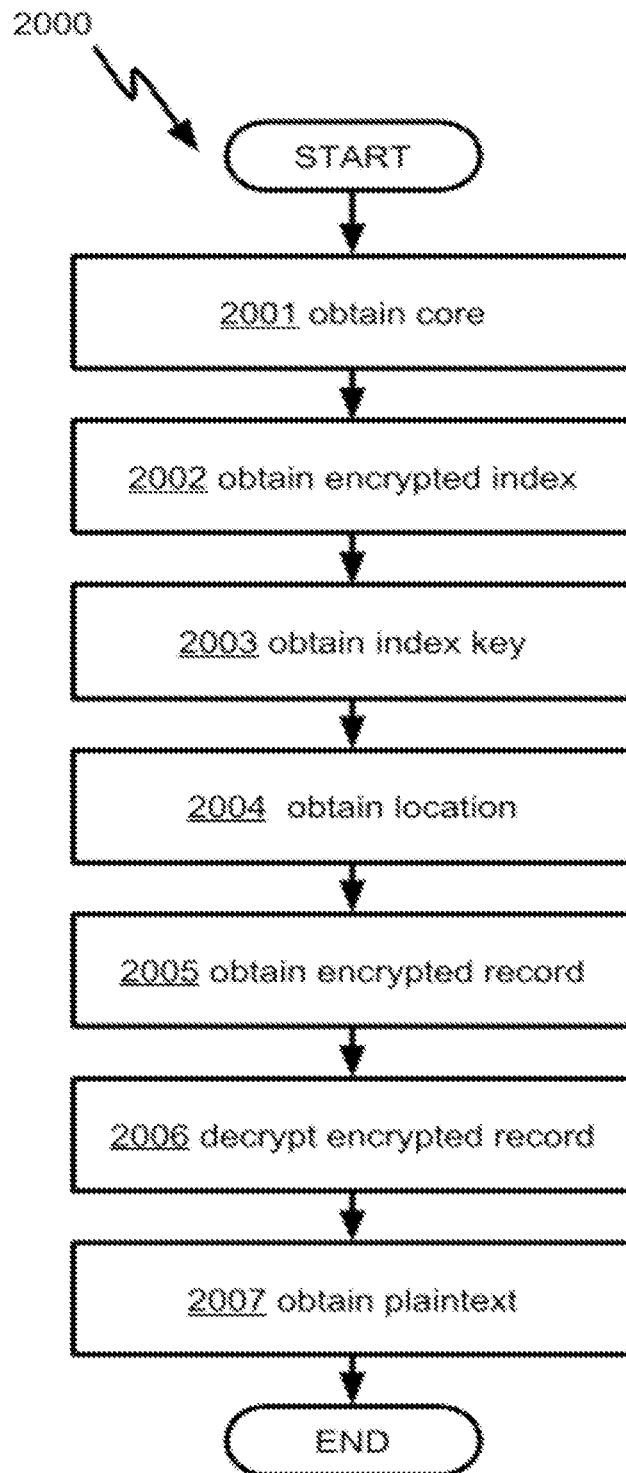 2000
START
2001 obtain core
2002 obtain encrypted index
2003 obtain index key
2004 obtain location
2005 obtain encrypted record
2006 decrypt encrypted record
2007 obtain plaintext
END